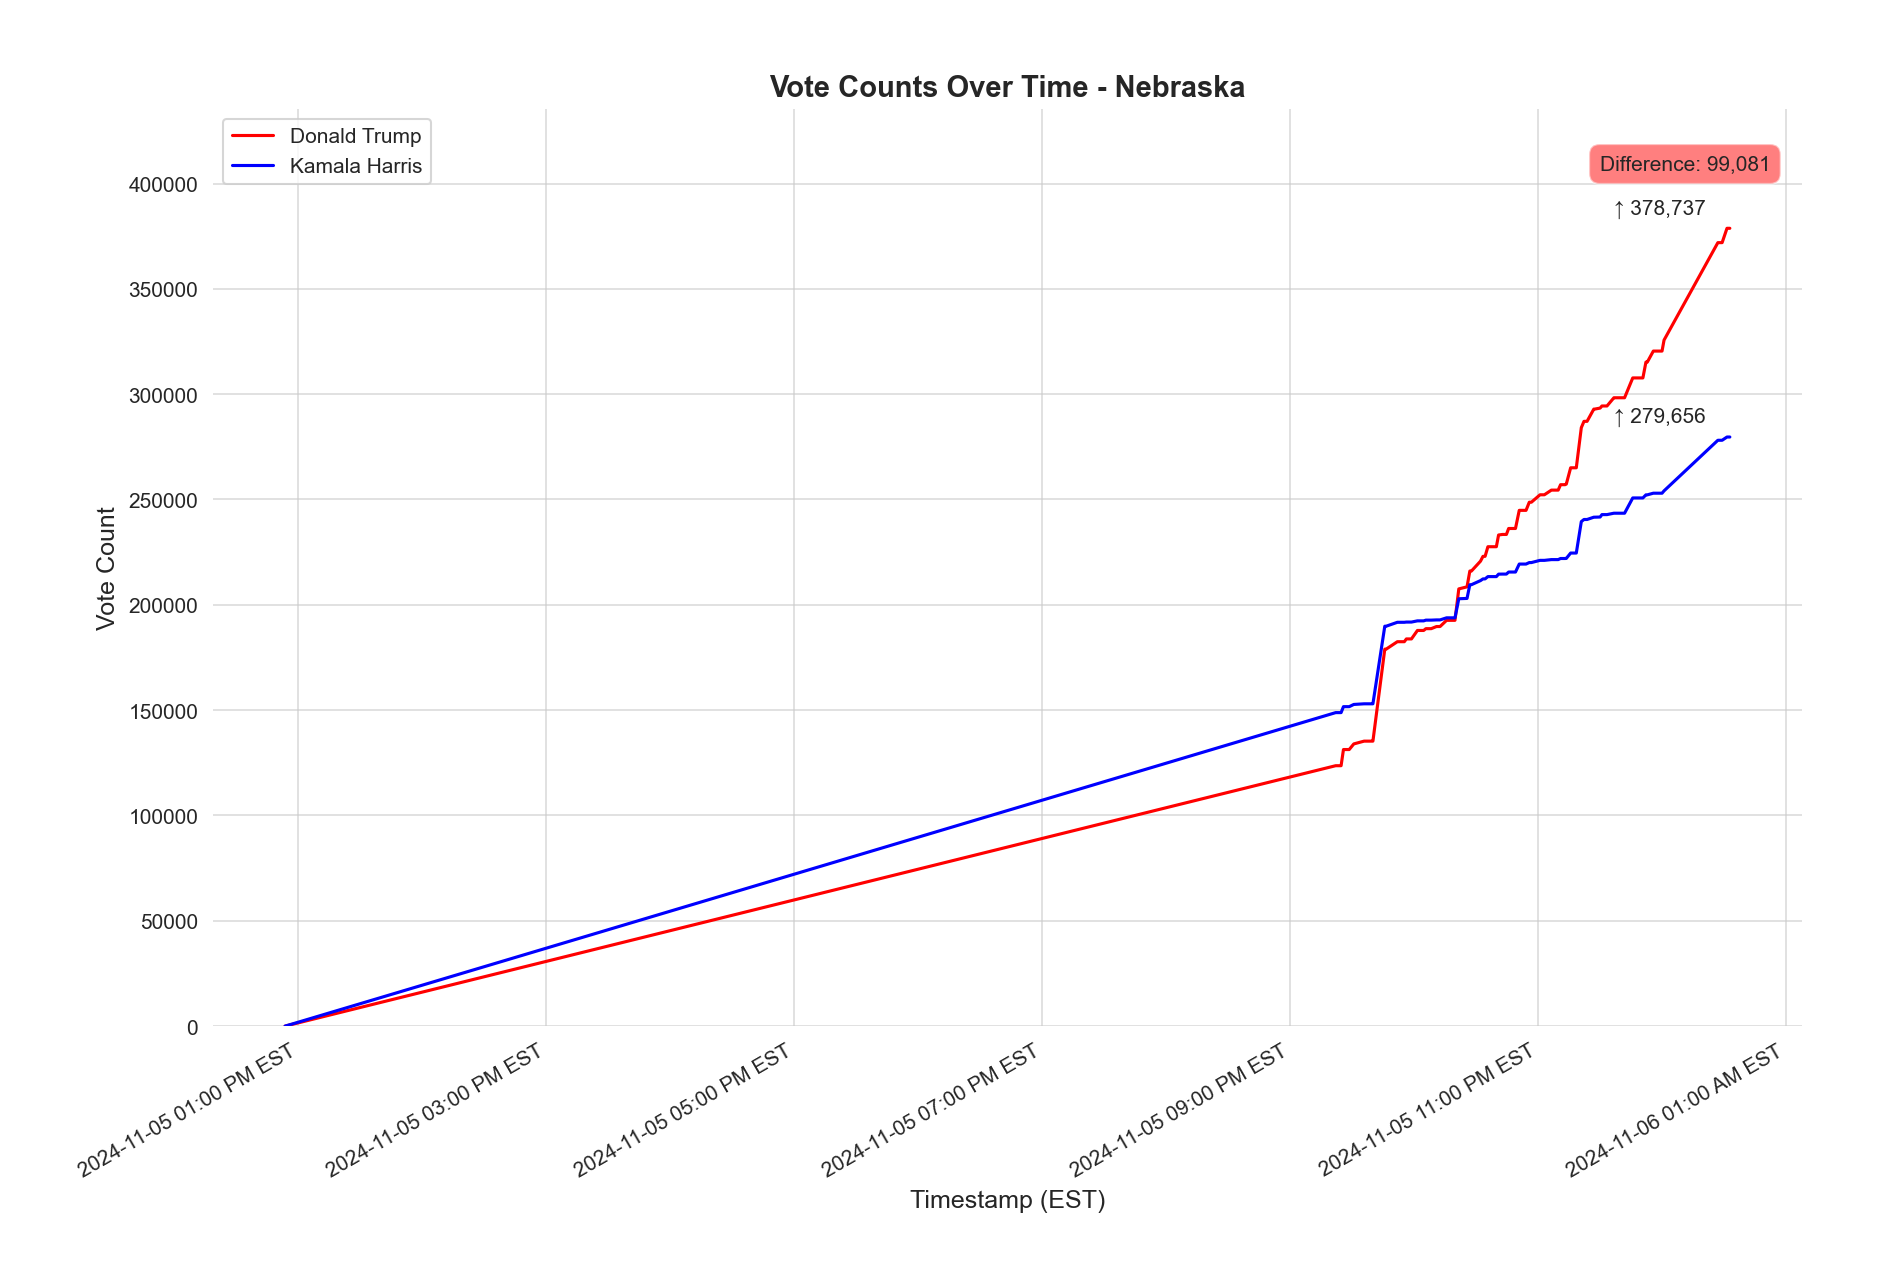 Vote Counts Over Time - Nebraska
Donald Trump
Kamala Harris
Difference: 99,081
↑ 378,737
↑ 279,656
Vote Count
400000
350000
300000
250000
200000
150000
100000
50000
0
2024-11-05 01:00 PM EST
2024-11-05 03:00 PM EST
2024-11-05 05:00 PM EST
2024-11-05 07:00 PM EST
2024-11-05 09:00 PM EST
2024-11-05 11:00 PM EST
2024-11-06 01:00 AM EST
Timestamp (EST)